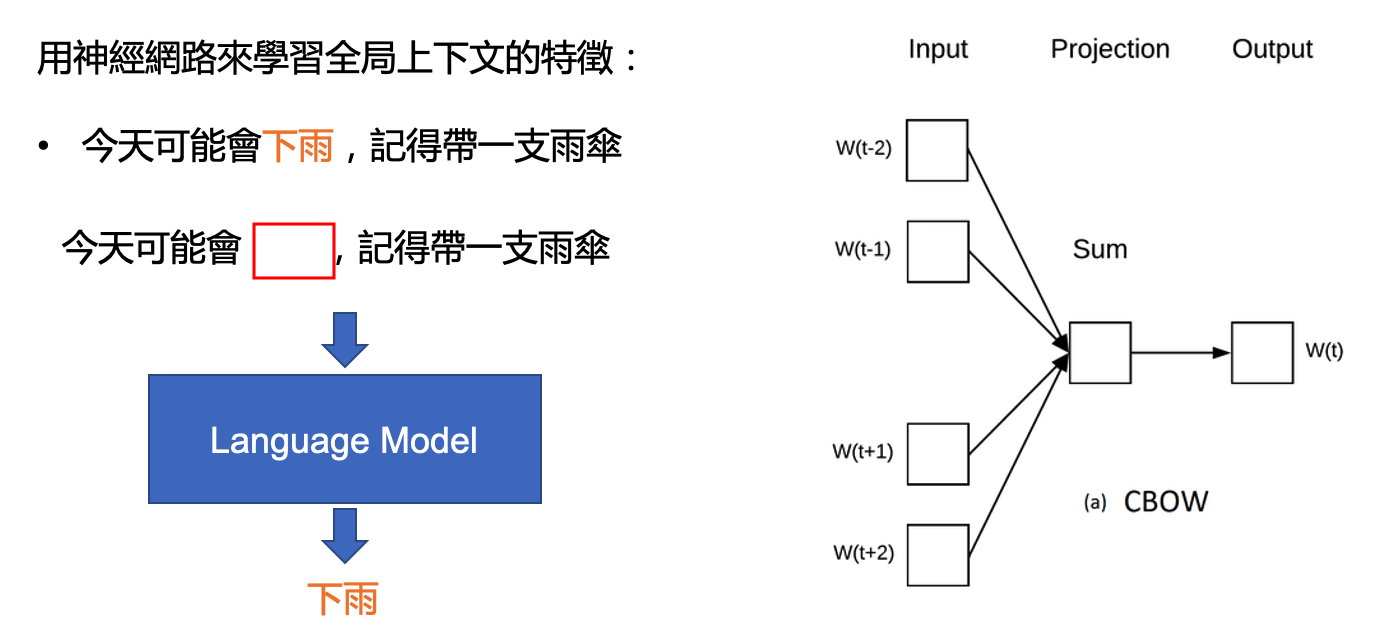 用神經網路來學習全局上下文的特徵：
• 今天可能會下雨，記得帶一支雨傘
今天可能會 ，記得帶一支雨傘
Language Model
下雨
Input Projection Output
W(t-2)
W(t-1)
Sum
W(t)
W(t+1)
(a) CBOW
W(t+2)